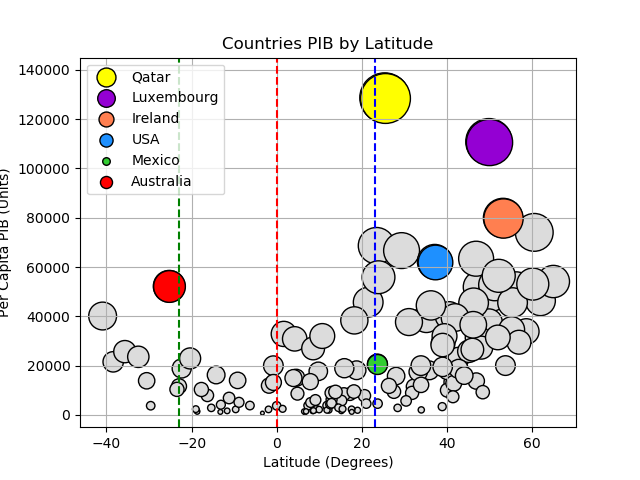 Countries PIB by Latitude
140000
120000
100000
80000
60000
40000
20000
0
Per Capita PIB (Units)
Qatar
Luxembourg
Ireland
USA
Mexico
Australia
−40 −20 0 20 40 60
Latitude (Degrees)